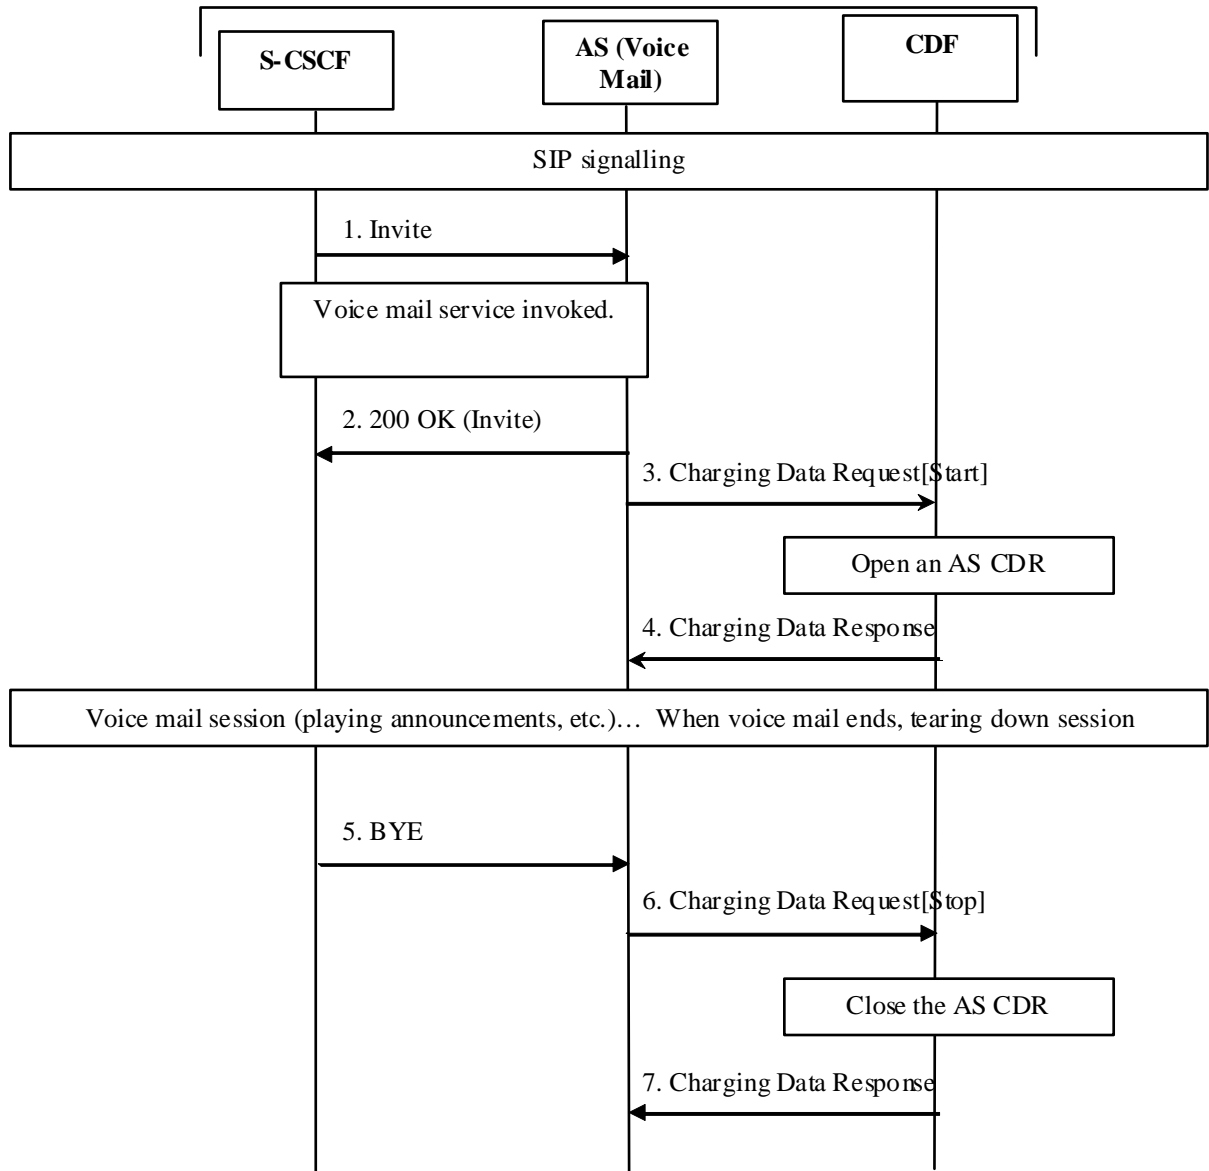 S-CSCF
AS (Voice
Mail)
CDF
SIP signalling
1. Invite
Voice mail service invoked.
2. 200 OK (Invite)
3. Charging Data Request[Start]
Open an AS CDR
4. Charging Data Response
Voice mail session (playing announcements, etc.)… When voice mail ends, tearing down session
5. BYE
6. Charging Data Request[Stop]
Close the AS CDR
7. Charging Data Response